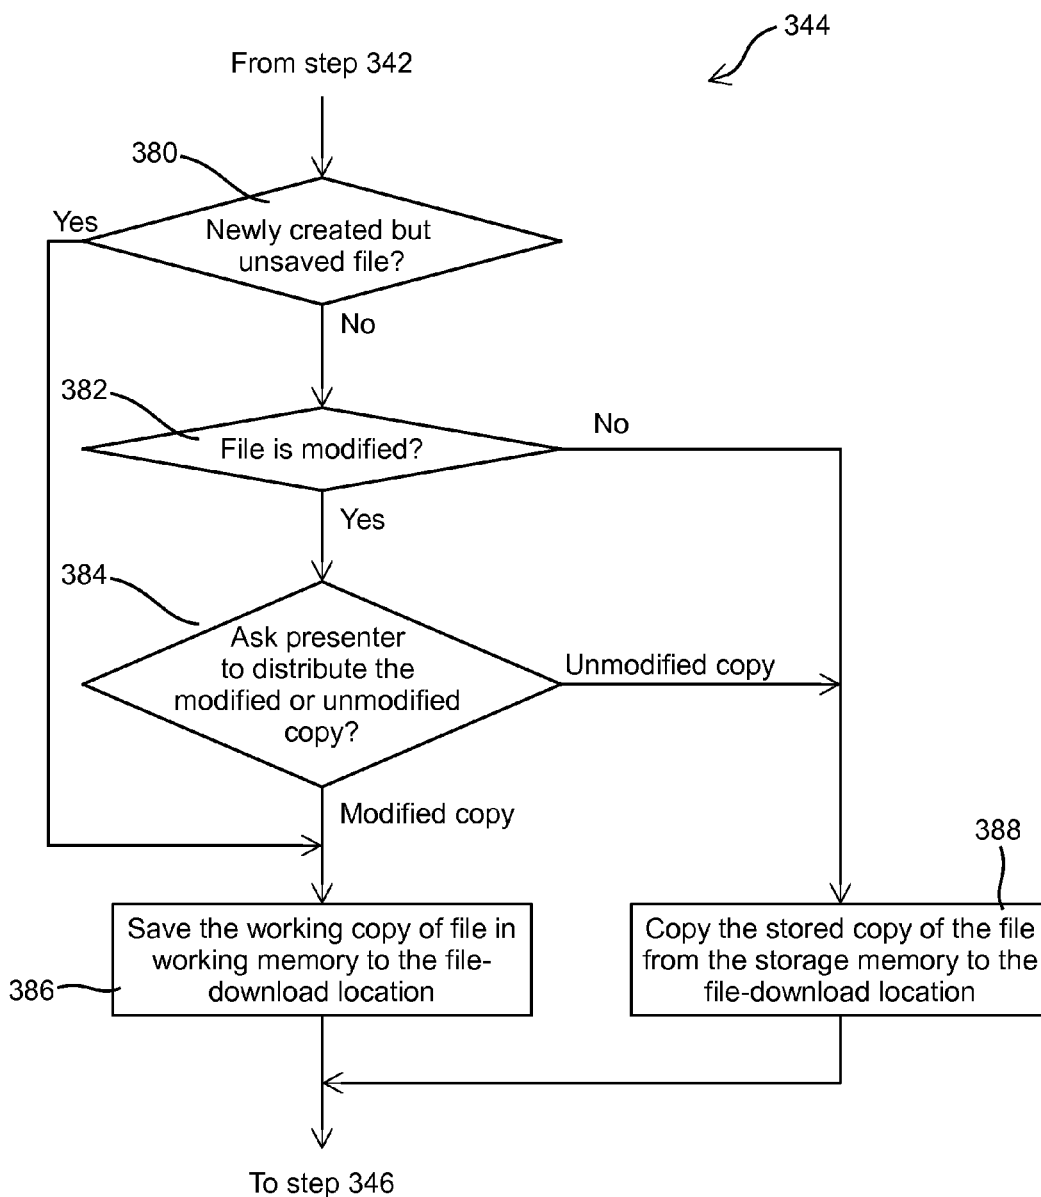 344
From step 342
380
Yes
Newly created but
unsaved file?
No
382
No
File is modified?
Yes
384
Ask presenter
to distribute the
modified or unmodified
copy?
Unmodified copy
Modified copy
388
Save the working copy of file in
working memory to the file-
download location
386
Copy the stored copy of the file
from the storage memory to the
file-download location
To step 346